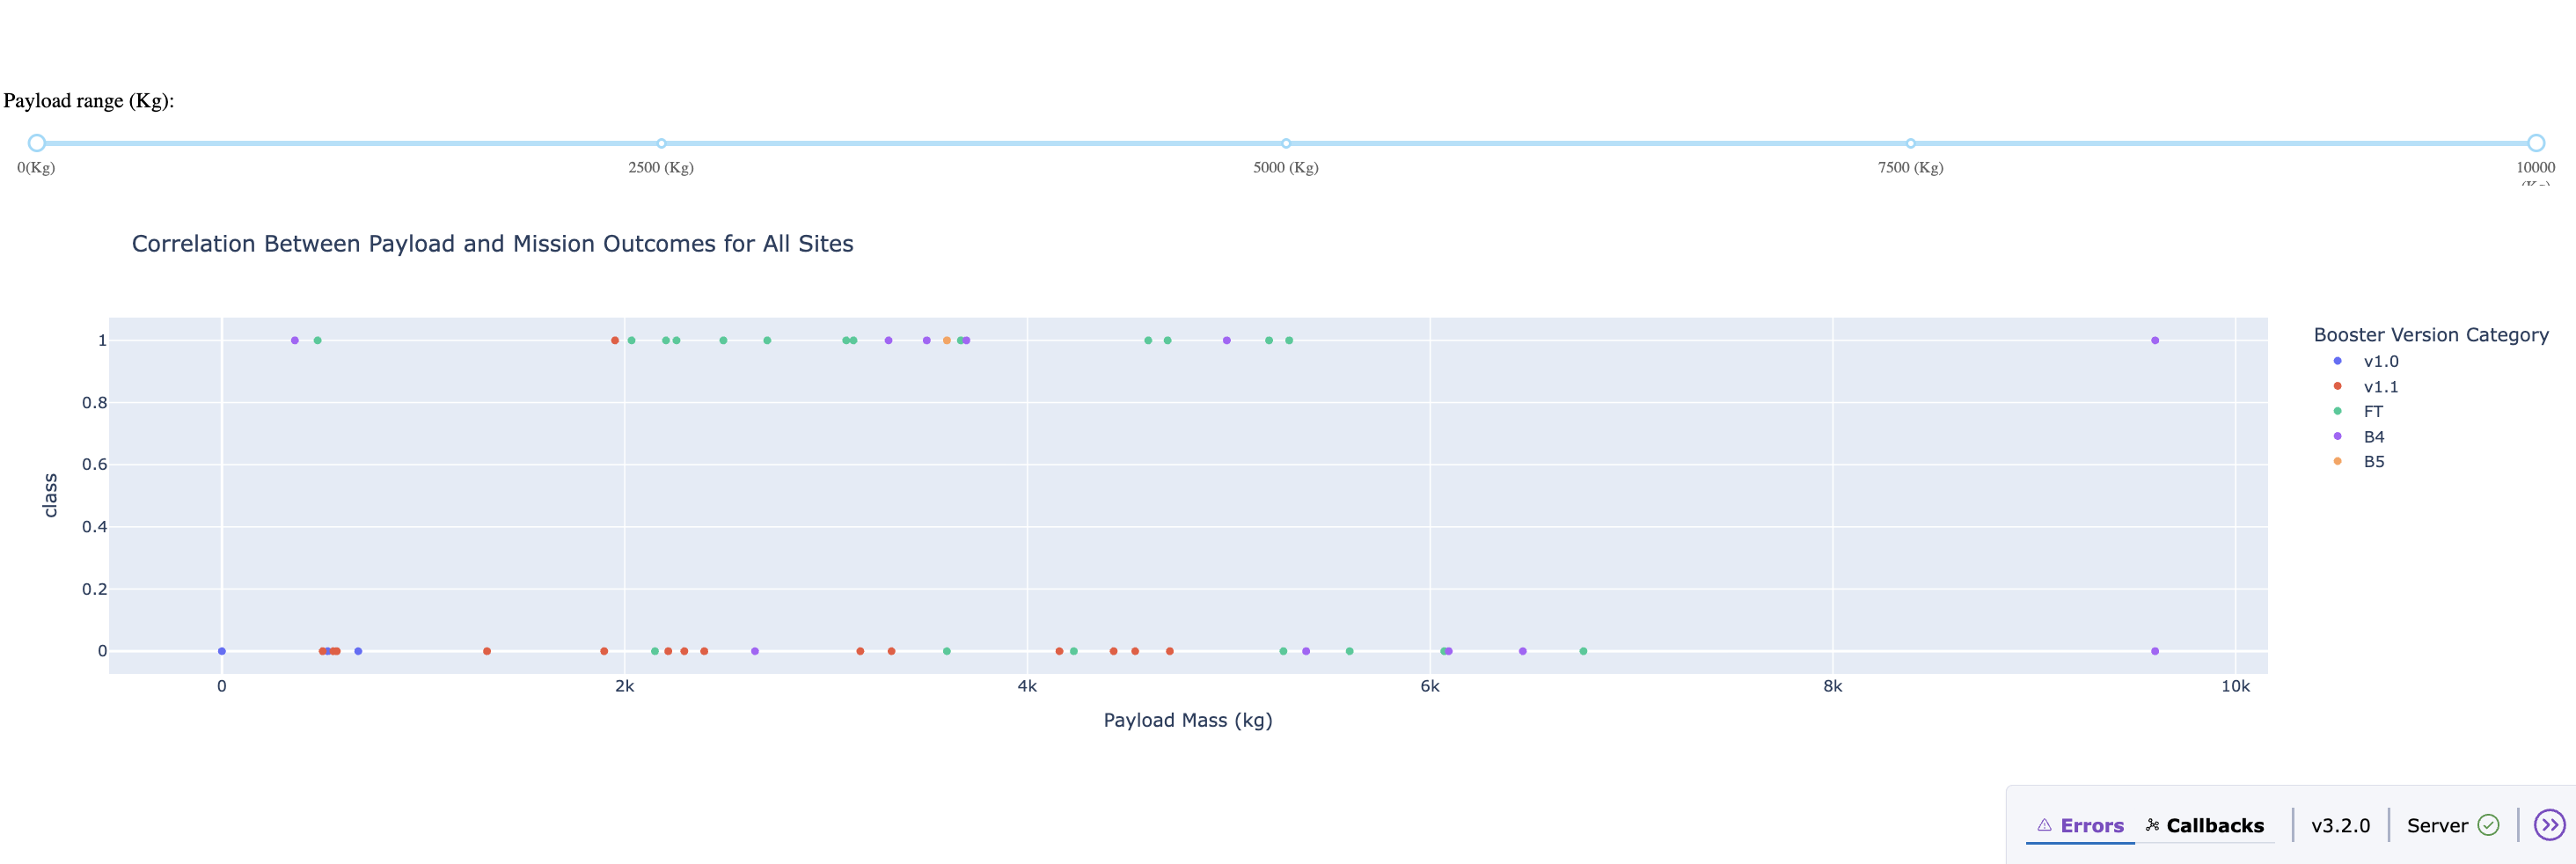 Payload range (Kg):
0(Kg) 2500 (Kg) 5000 (Kg) 7500 (Kg) 10000
(Kg)
Correlation Between Payload and Mission Outcomes for All Sites
Booster Version Category
v1.0
v1.1
FT
B4
B5
1
0.8
0.6
0.4
0.2
0
class
0 2k 4k 6k 8k 10k
Payload Mass (kg)
Errors Callbacks v3.2.0 Server